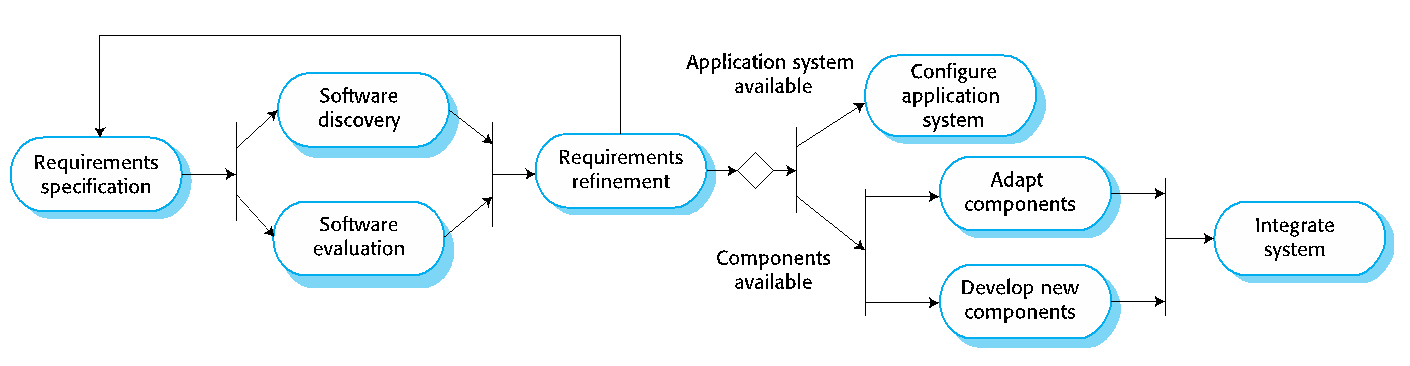 Requirements
specification
Software
discovery
Software
evaluation
Requirements
refinement
Application system
available
Configure
application
system
Components
available
Adapt
components
Develop new
components
Integrate
system